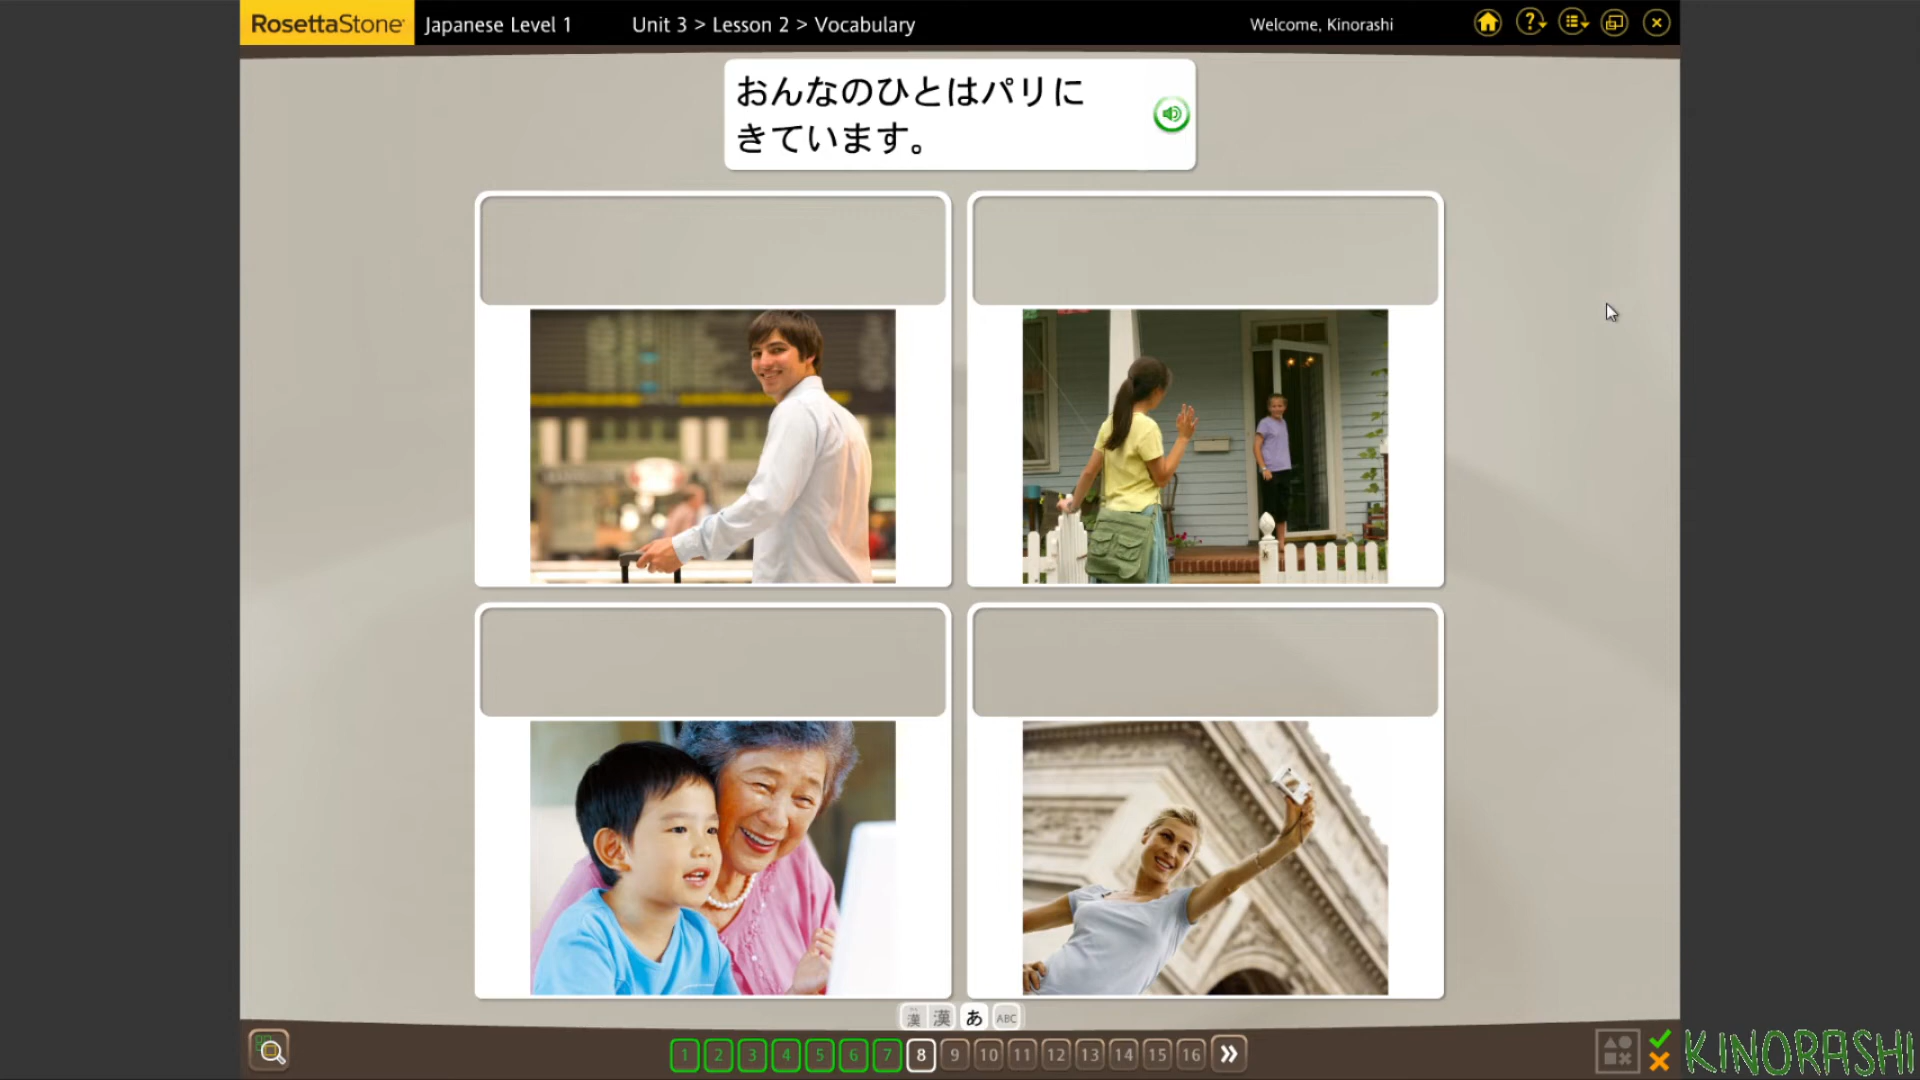 RosettaStone
Japanese Level 1
Unit 3 > Lesson 2 > Vocabulary
Welcome, Kinorashi
おんなのひとはパリに
きています。
漢 漢 あ ABC
1 2 3 4 5 6 7 8 9 10 11 12 13 14 15 16
KINORASHI